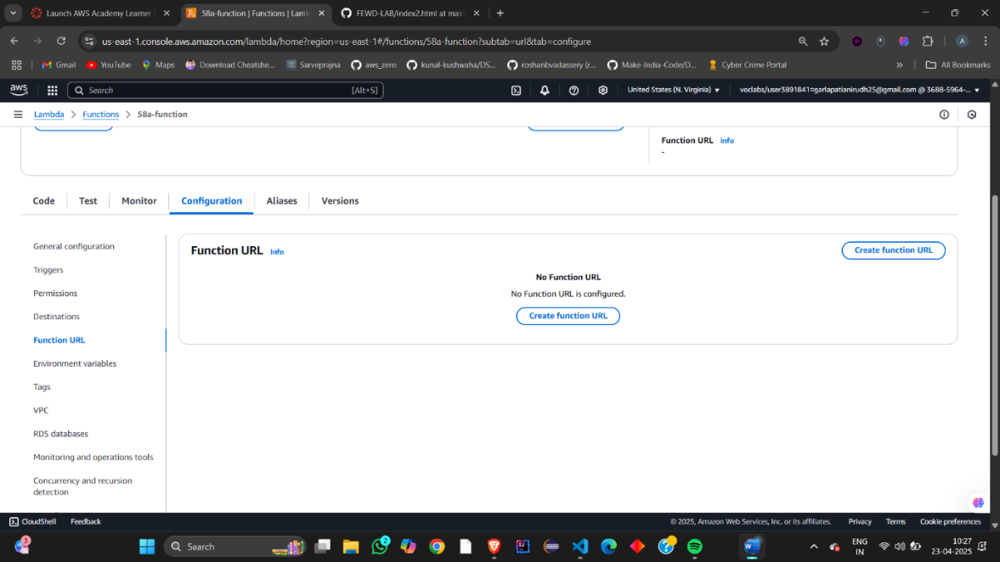 Launch AWS Academy Learner
58a-function | Functions | Lamb
FEWD-LAB/index2.html at main
us-east-1.console.aws.amazon.com/lambda/home?region=us-east-1#/functions/58a-function?subtab=url&tab=configure
A
Gmail
YouTube
Maps
Download Cheatshe...
Sarveprajna
aws_zero
kunal-kushwaha/DS...
roshanbvadassery (r...
Make-India-Code/D...
Cyber Crime Portal
»
All Bookmarks
aws
Search
[Alt+S]
United States (N. Virginia)
voclabs/user3891841=garlapatianirudh25@gmail.com @ 3688-5964-...
Lambda
Functions
58a-function
Function URL Info
-
Code
Test
Monitor
Configuration
Aliases
Versions
General configuration
Triggers
Permissions
Destinations
Function URL
Environment variables
Tags
VPC
RDS databases
Monitoring and operations tools
Concurrency and recursion
detection
Function URL Info
Create function URL
No Function URL
No Function URL is configured.
Create function URL
CloudShell
Feedback
© 2025, Amazon Web Services, Inc. or its affiliates.
Privacy
Terms
Cookie preferences
3
Search
2
ENG
IN
10:27
23-04-2025